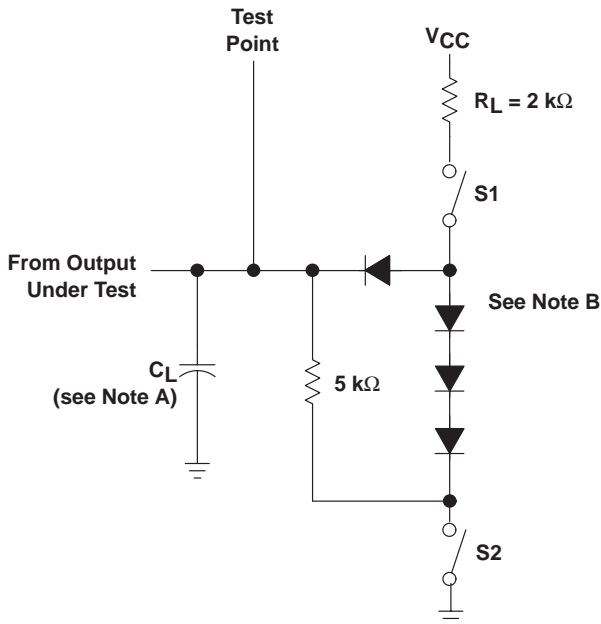 Test
Point
VCC
RL = 2 kΩ
S1
From Output
Under Test
See Note B
CL
(see Note A)
5 kΩ
S2